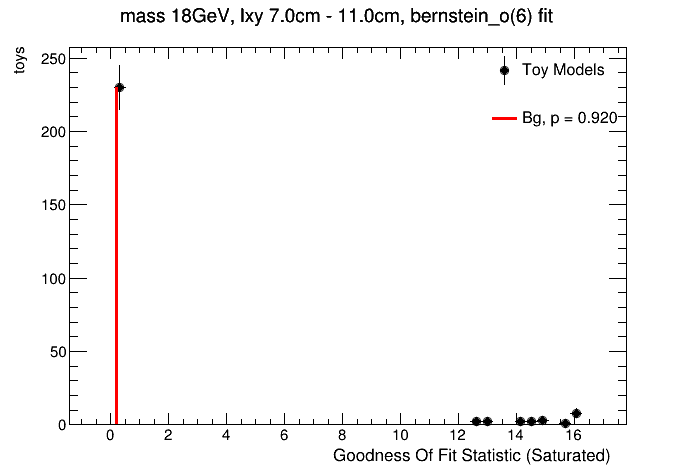 mass 18GeV, lxy 7.0cm - 11.0cm, bernstein_o(6) fit
toys
250
200
150
100
50
0
Toy Models
Bg, p = 0.920
0 2 4 6 8 10 12 14 16
Goodness Of Fit Statistic (Saturated)